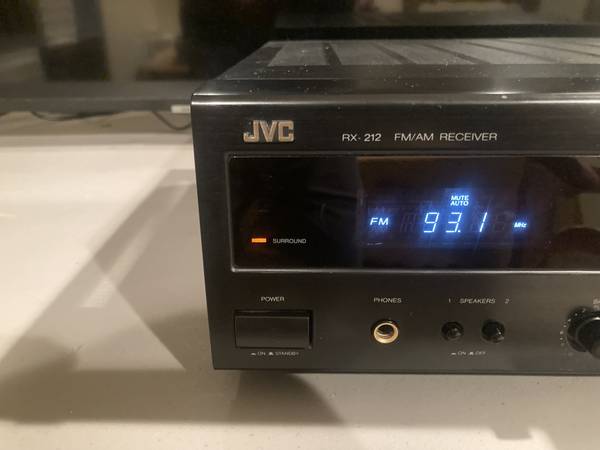 JVC
RX-212 FM/AM RECEIVER
MUTE
AUTO
FM 93.1 MHz
SURROUND
POWER
ON STANDBY
PHONES
1 SPEAKERS 2
ON OFF